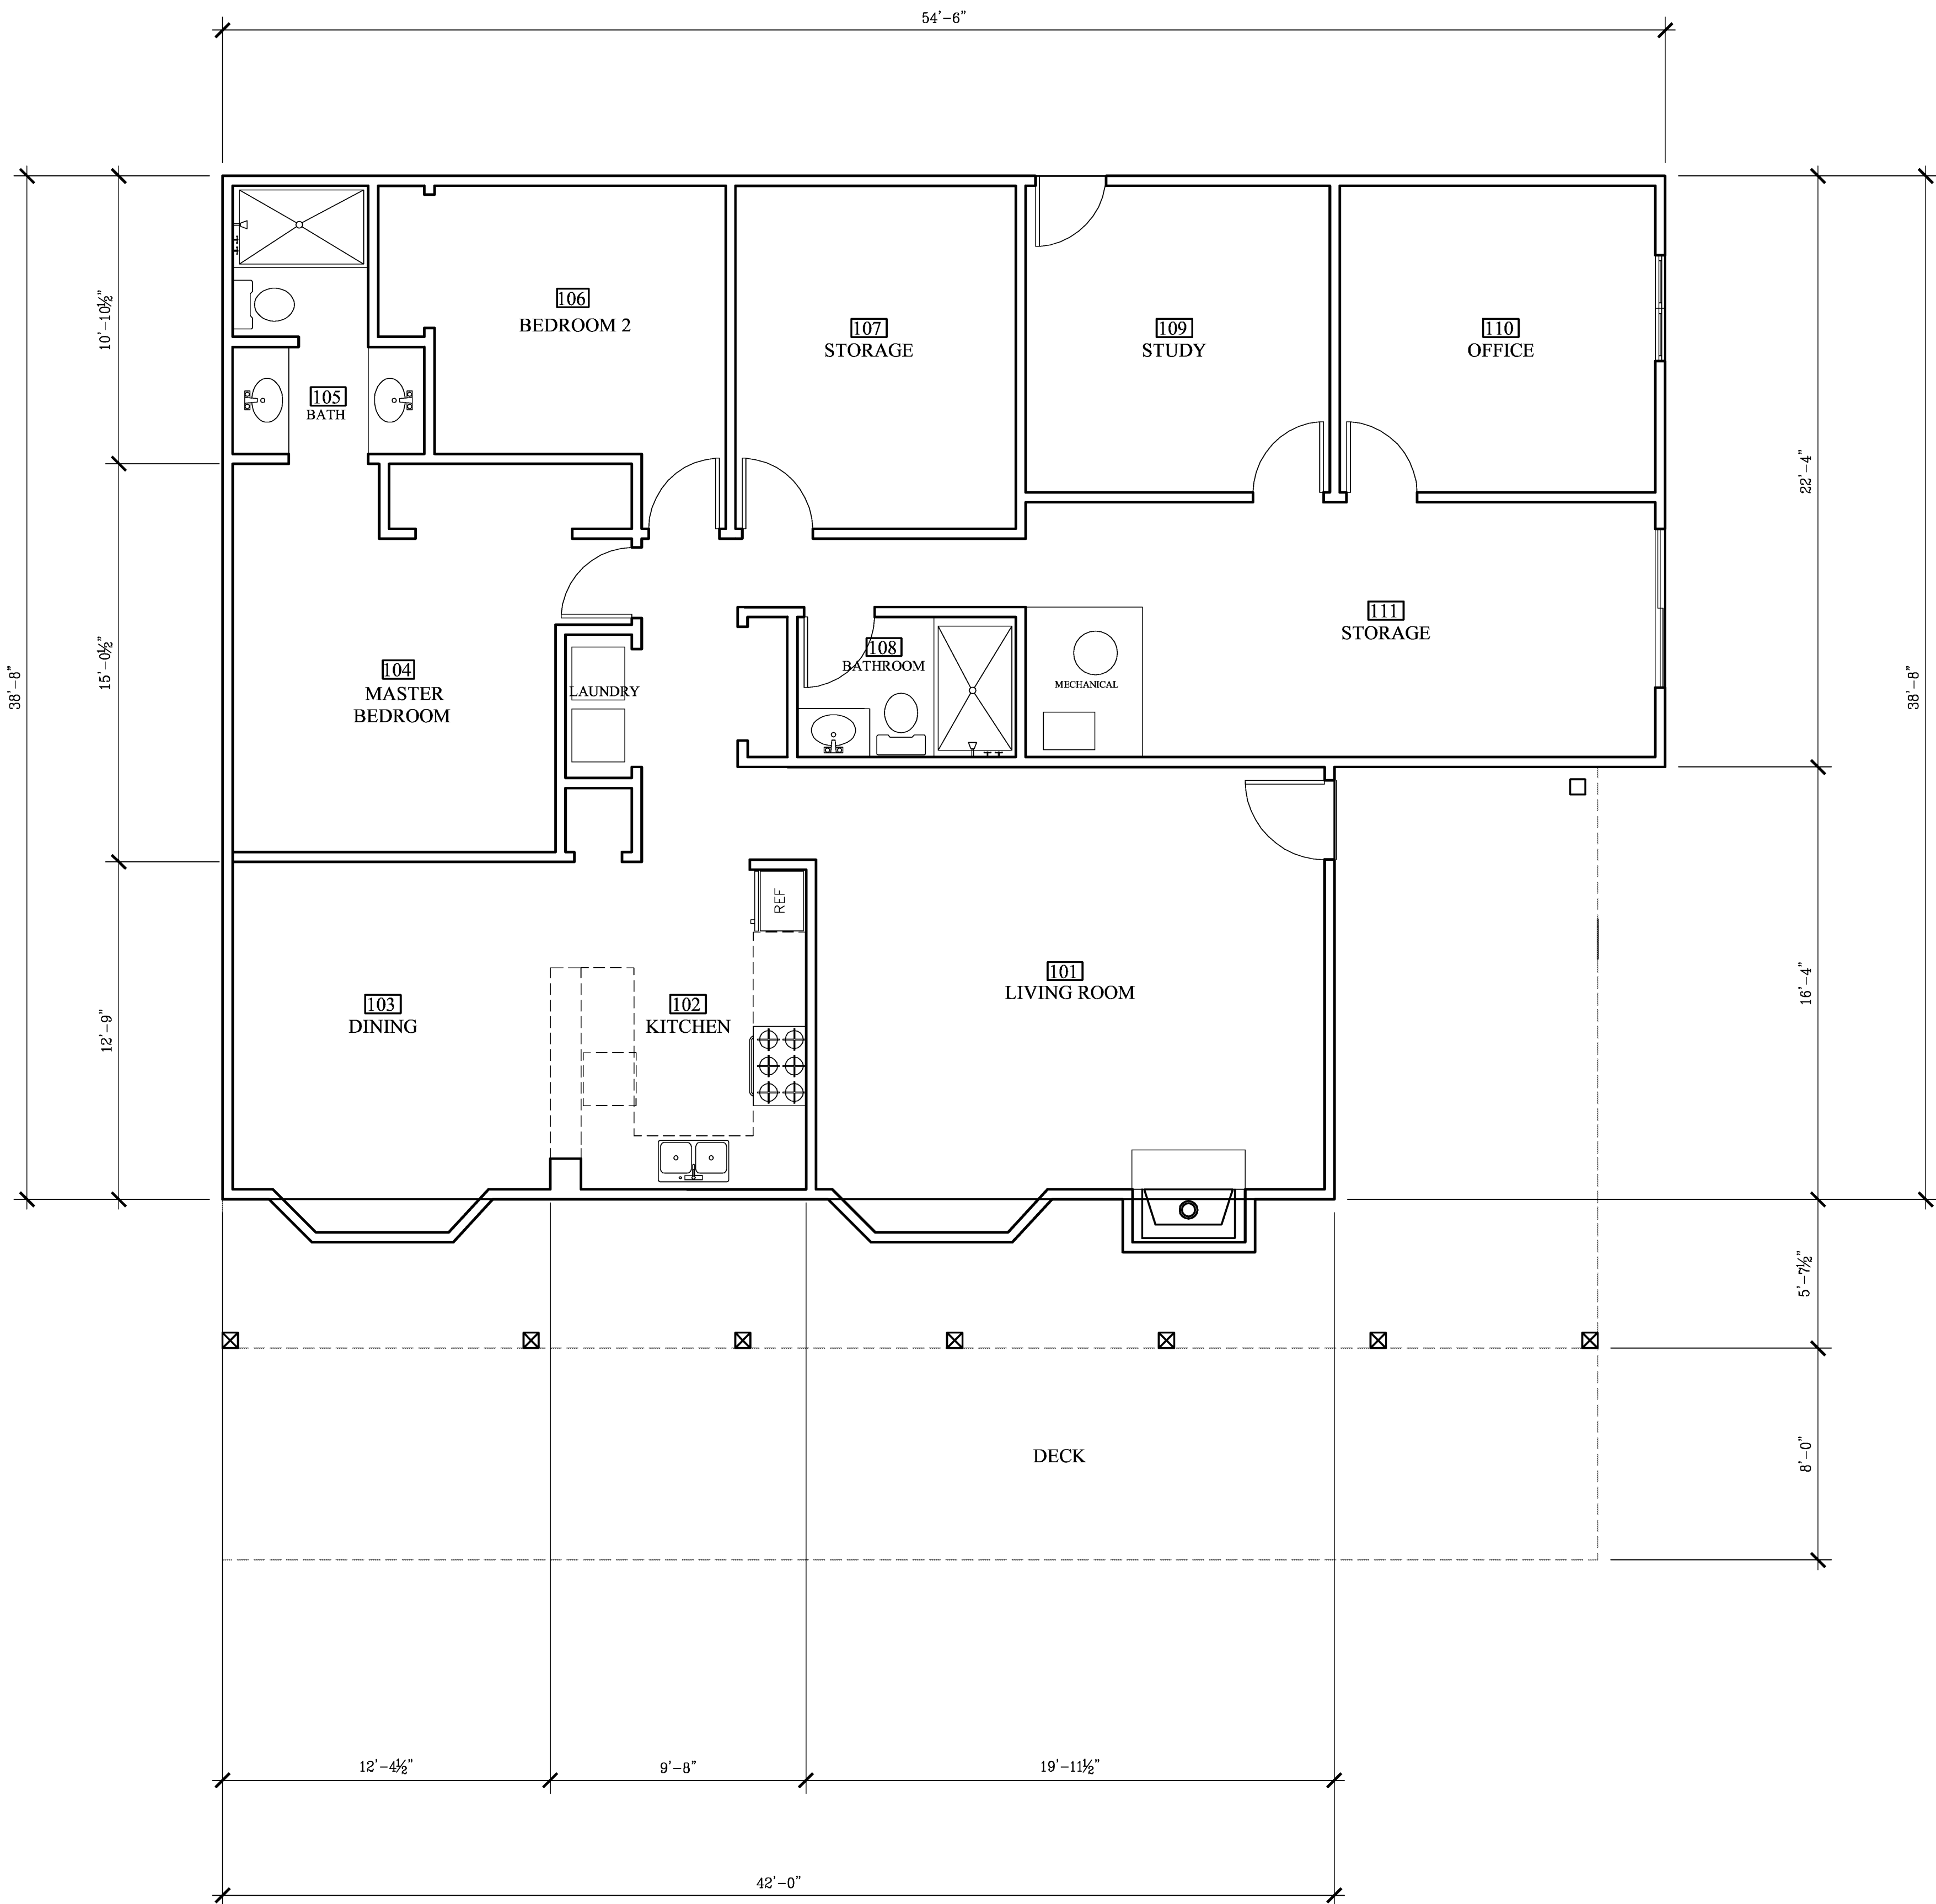 54'-6"
106
BEDROOM 2
107
STORAGE
109
STUDY
110
OFFICE
10'-10½"
105
BATH
22'-4"
111
STORAGE
108
BATHROOM
MECHANICAL
104
MASTER
BEDROOM
LAUNDRY
38'-8"
15'-0½"
38'-8"
REF
101
LIVING ROOM
103
DINING
102
KITCHEN
12'-9"
16'-4"
5'-7½"
DECK
8'-0"
12'-4½"
9'-8"
19'-11½"
42'-0"